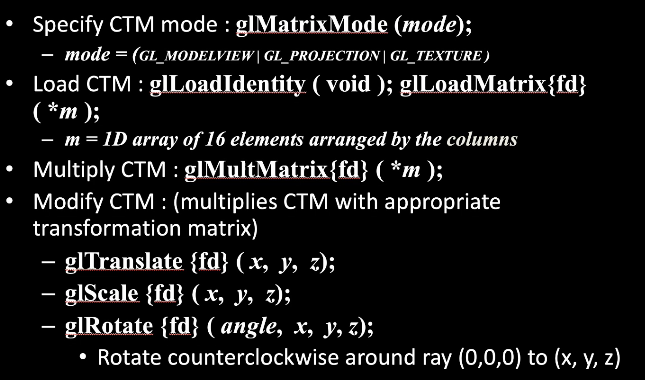 • Specify CTM mode : glMatrixMode (mode);
– mode = (GL_MODELVIEW | GL_PROJECTION | GL_TEXTURE )
• Load CTM : glLoadIdentity ( void ); glLoadMatrix{fd}
( *m );
– m = 1D array of 16 elements arranged by the columns
• Multiply CTM : glMultMatrix{fd} ( *m );
• Modify CTM : (multiplies CTM with appropriate
transformation matrix)
– glTranslate {fd} ( x, y, z);
– glScale {fd} ( x, y, z);
– glRotate {fd} ( angle, x, y, z);
• Rotate counterclockwise around ray (0,0,0) to (x, y, z)